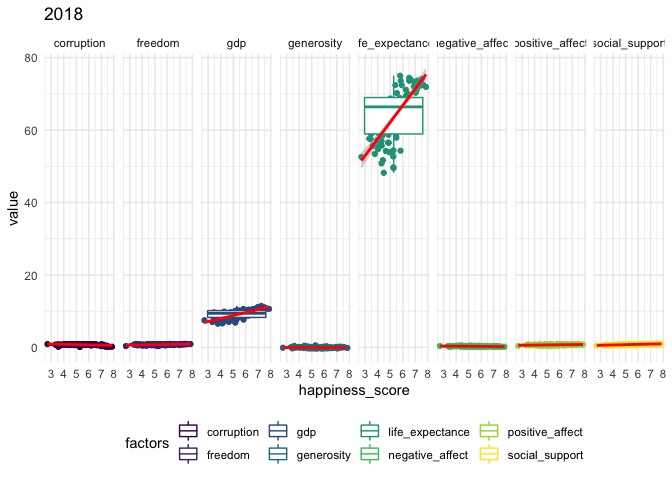 2018
corruption freedom gdp generosity fe_expectanc negative_affec positive_affect social_support
80
60
40
20
0
value
3 4 5 6 7 8 3 4 5 6 7 8 3 4 5 6 7 8 3 4 5 6 7 8 3 4 5 6 7 8 3 4 5 6 7 8 3 4 5 6 7 8 3 4 5 6 7 8
happiness_score
factors
corruption gdp life_expectance positive_affect
freedom generosity negative_affect social_support